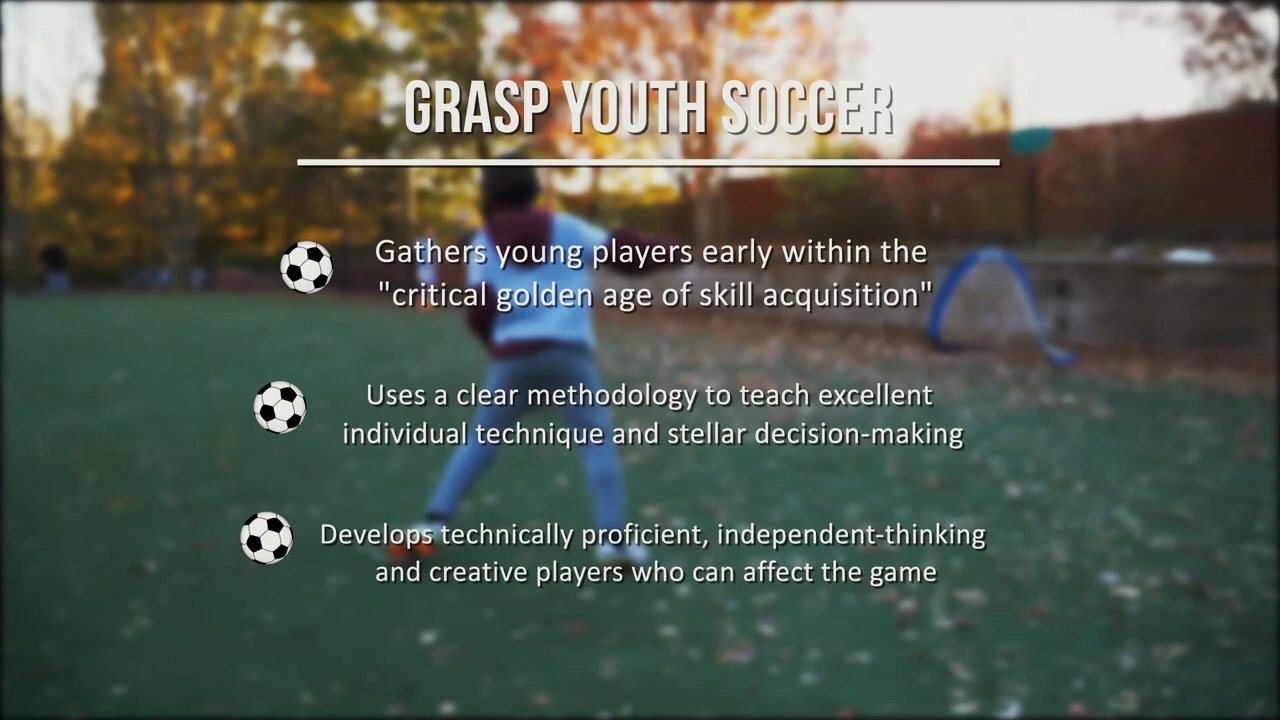 GRASP YOUTH SOCCER
Gathers young players early within the
"critical golden age of skill acquisition"
Uses a clear methodology to teach excellent
individual technique and stellar decision-making
Develops technically proficient, independent-thinking
and creative players who can affect the game